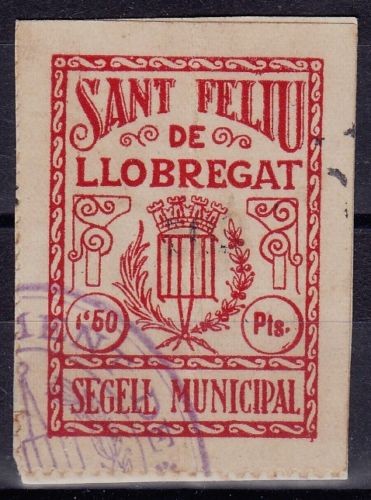 SANT FELIU
DE
LLOBREGAT
1'50 Pts.
SEGELL MUNICIPAL